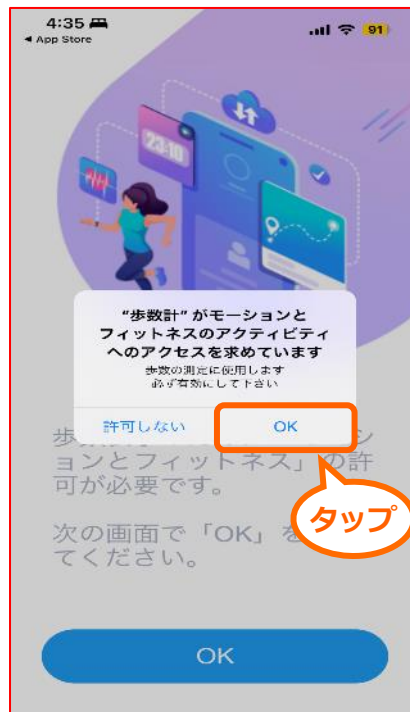 4:35
91
◀ App Store
23:10
"歩数計"がモーションと
フィットネスのアクティビティ
へのアクセスを求めています
歩数の測定に使用します
必ず有効にして下さい
許可しない
OK
歩
ョンとフィットネス」の許
可が必要です。
次の画面で「OK」を
てください。
タップ
OK